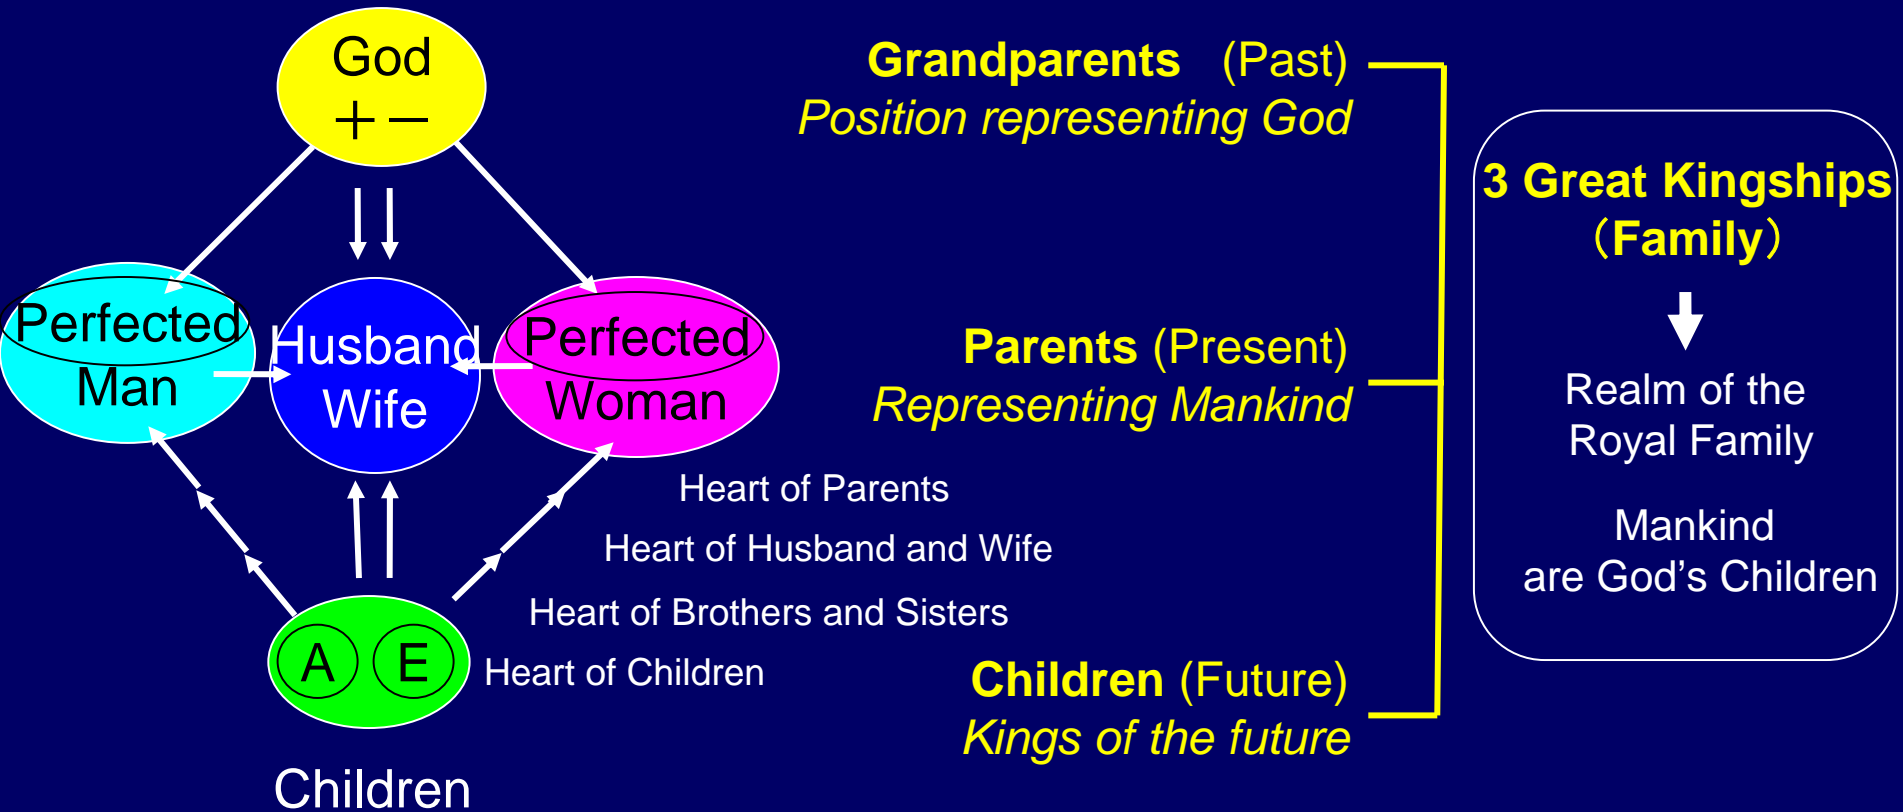 God
＋−
Perfected
Man
Husband
Wife
Perfected
Woman
A E
Children
Heart of Parents
Heart of Husband and Wife
Heart of Brothers and Sisters
Heart of Children
Grandparents (Past)
Position representing God
Parents (Present)
Representing Mankind
Children (Future)
Kings of the future
3 Great Kingships
（Family）
Realm of the
Royal Family
Mankind
are God’s Children